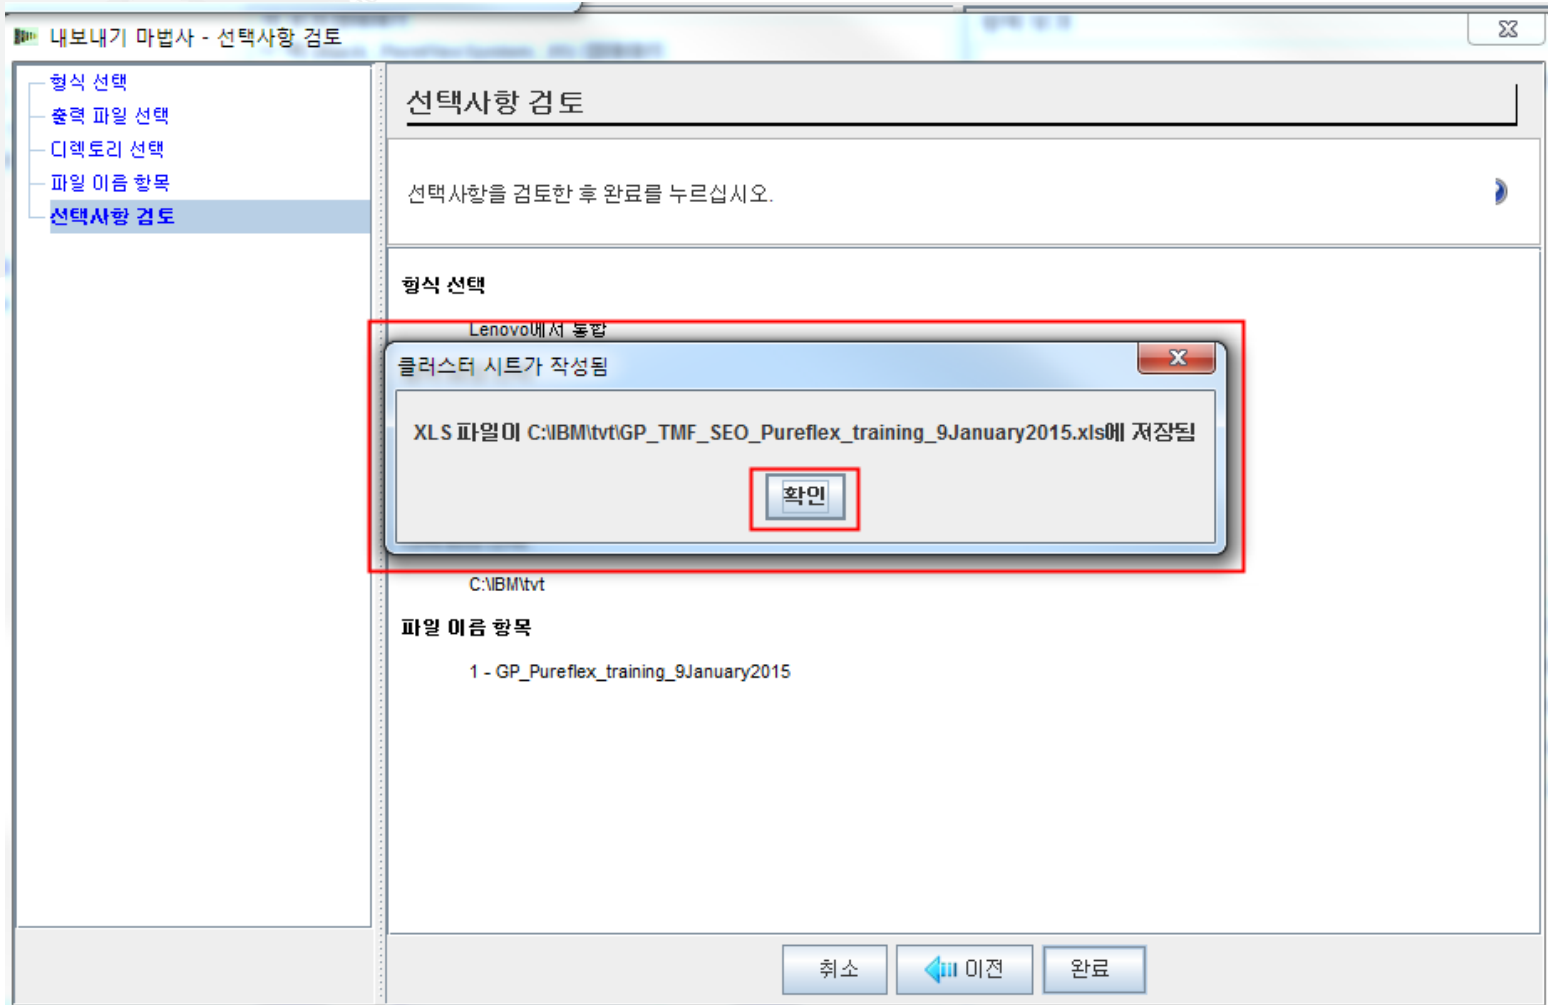 내보내기 마법사 - 선택사항 검토
형식 선택
출력 파일 선택
디렉토리 선택
파일 이름 항목
선택사항 검토
선택사항 검토
선택사항을 검토한 후 완료를 누르십시오.
형식 선택
Lenovo에서 통합
클러스터 시트가 작성됨
XLS 파일이 C:\IBM\tvt\GP_TMF_SEO_Pureflex_training_9January2015.xls에 저장됨
확인
C:\IBM\tvt
파일 이름 항목
1 - GP_Pureflex_training_9January2015
취소
이전
완료